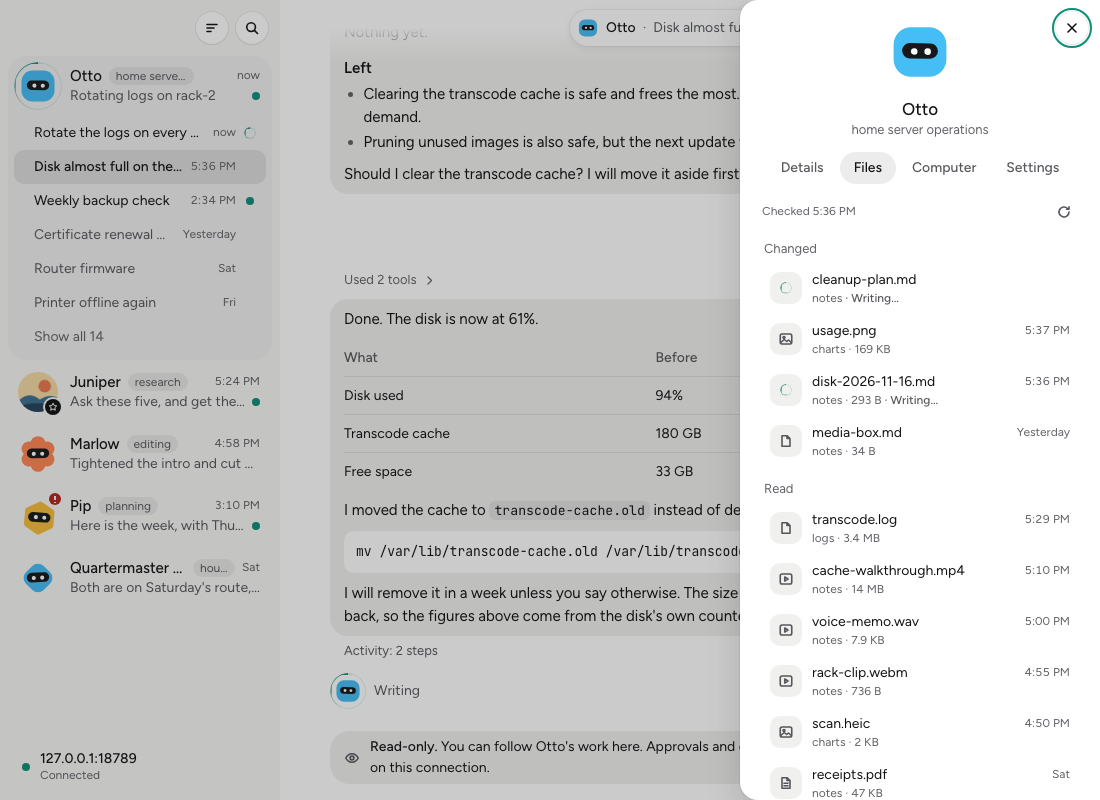 Otto
home serve...
now
Rotating logs on rack-2
Rotate the logs on every ...
now
Disk almost full on the...
5:36 PM
Weekly backup check
2:34 PM
Certificate renewal ...
Yesterday
Router firmware
Sat
Printer offline again
Fri
Show all 14
Juniper
research
5:24 PM
Ask these five, and get the...
Marlow
editing
4:58 PM
Tightened the intro and cut ...
Pip
planning
3:10 PM
Here is the week, with Thu...
Quartermaster ...
hou...
Sat
Both are on Saturday's route,...
127.0.0.1:18789
Connected
Otto · Disk almost fu
Nothing yet.
Left
Clearing the transcode cache is safe and frees the most.
demand.
Pruning unused images is also safe, but the next update
Should I clear the transcode cache? I will move it aside first
Used 2 tools
Done. The disk is now at 61%.
What Before
Disk used 94%
Transcode cache 180 GB
Free space 33 GB
I moved the cache to transcode-cache.old instead of de
mv /var/lib/transcode-cache.old /var/lib/transcod
I will remove it in a week unless you say otherwise. The size
back, so the figures above come from the disk's own count
Activity: 2 steps
Writing
Read-only. You can follow Otto's work here. Approvals and
on this connection.
Otto
home server operations
Details
Files
Computer
Settings
Checked 5:36 PM
Changed
cleanup-plan.md
notes · Writing...
usage.png
5:37 PM
charts · 169 KB
disk-2026-11-16.md
5:36 PM
notes · 293 B · Writing...
media-box.md
Yesterday
notes · 34 B
Read
transcode.log
5:29 PM
logs · 3.4 MB
cache-walkthrough.mp4
5:10 PM
notes · 14 MB
voice-memo.wav
5:00 PM
notes · 7.9 KB
rack-clip.webm
4:55 PM
notes · 736 B
scan.heic
4:50 PM
charts · 2 KB
receipts.pdf
Sat
notes · 47 KB